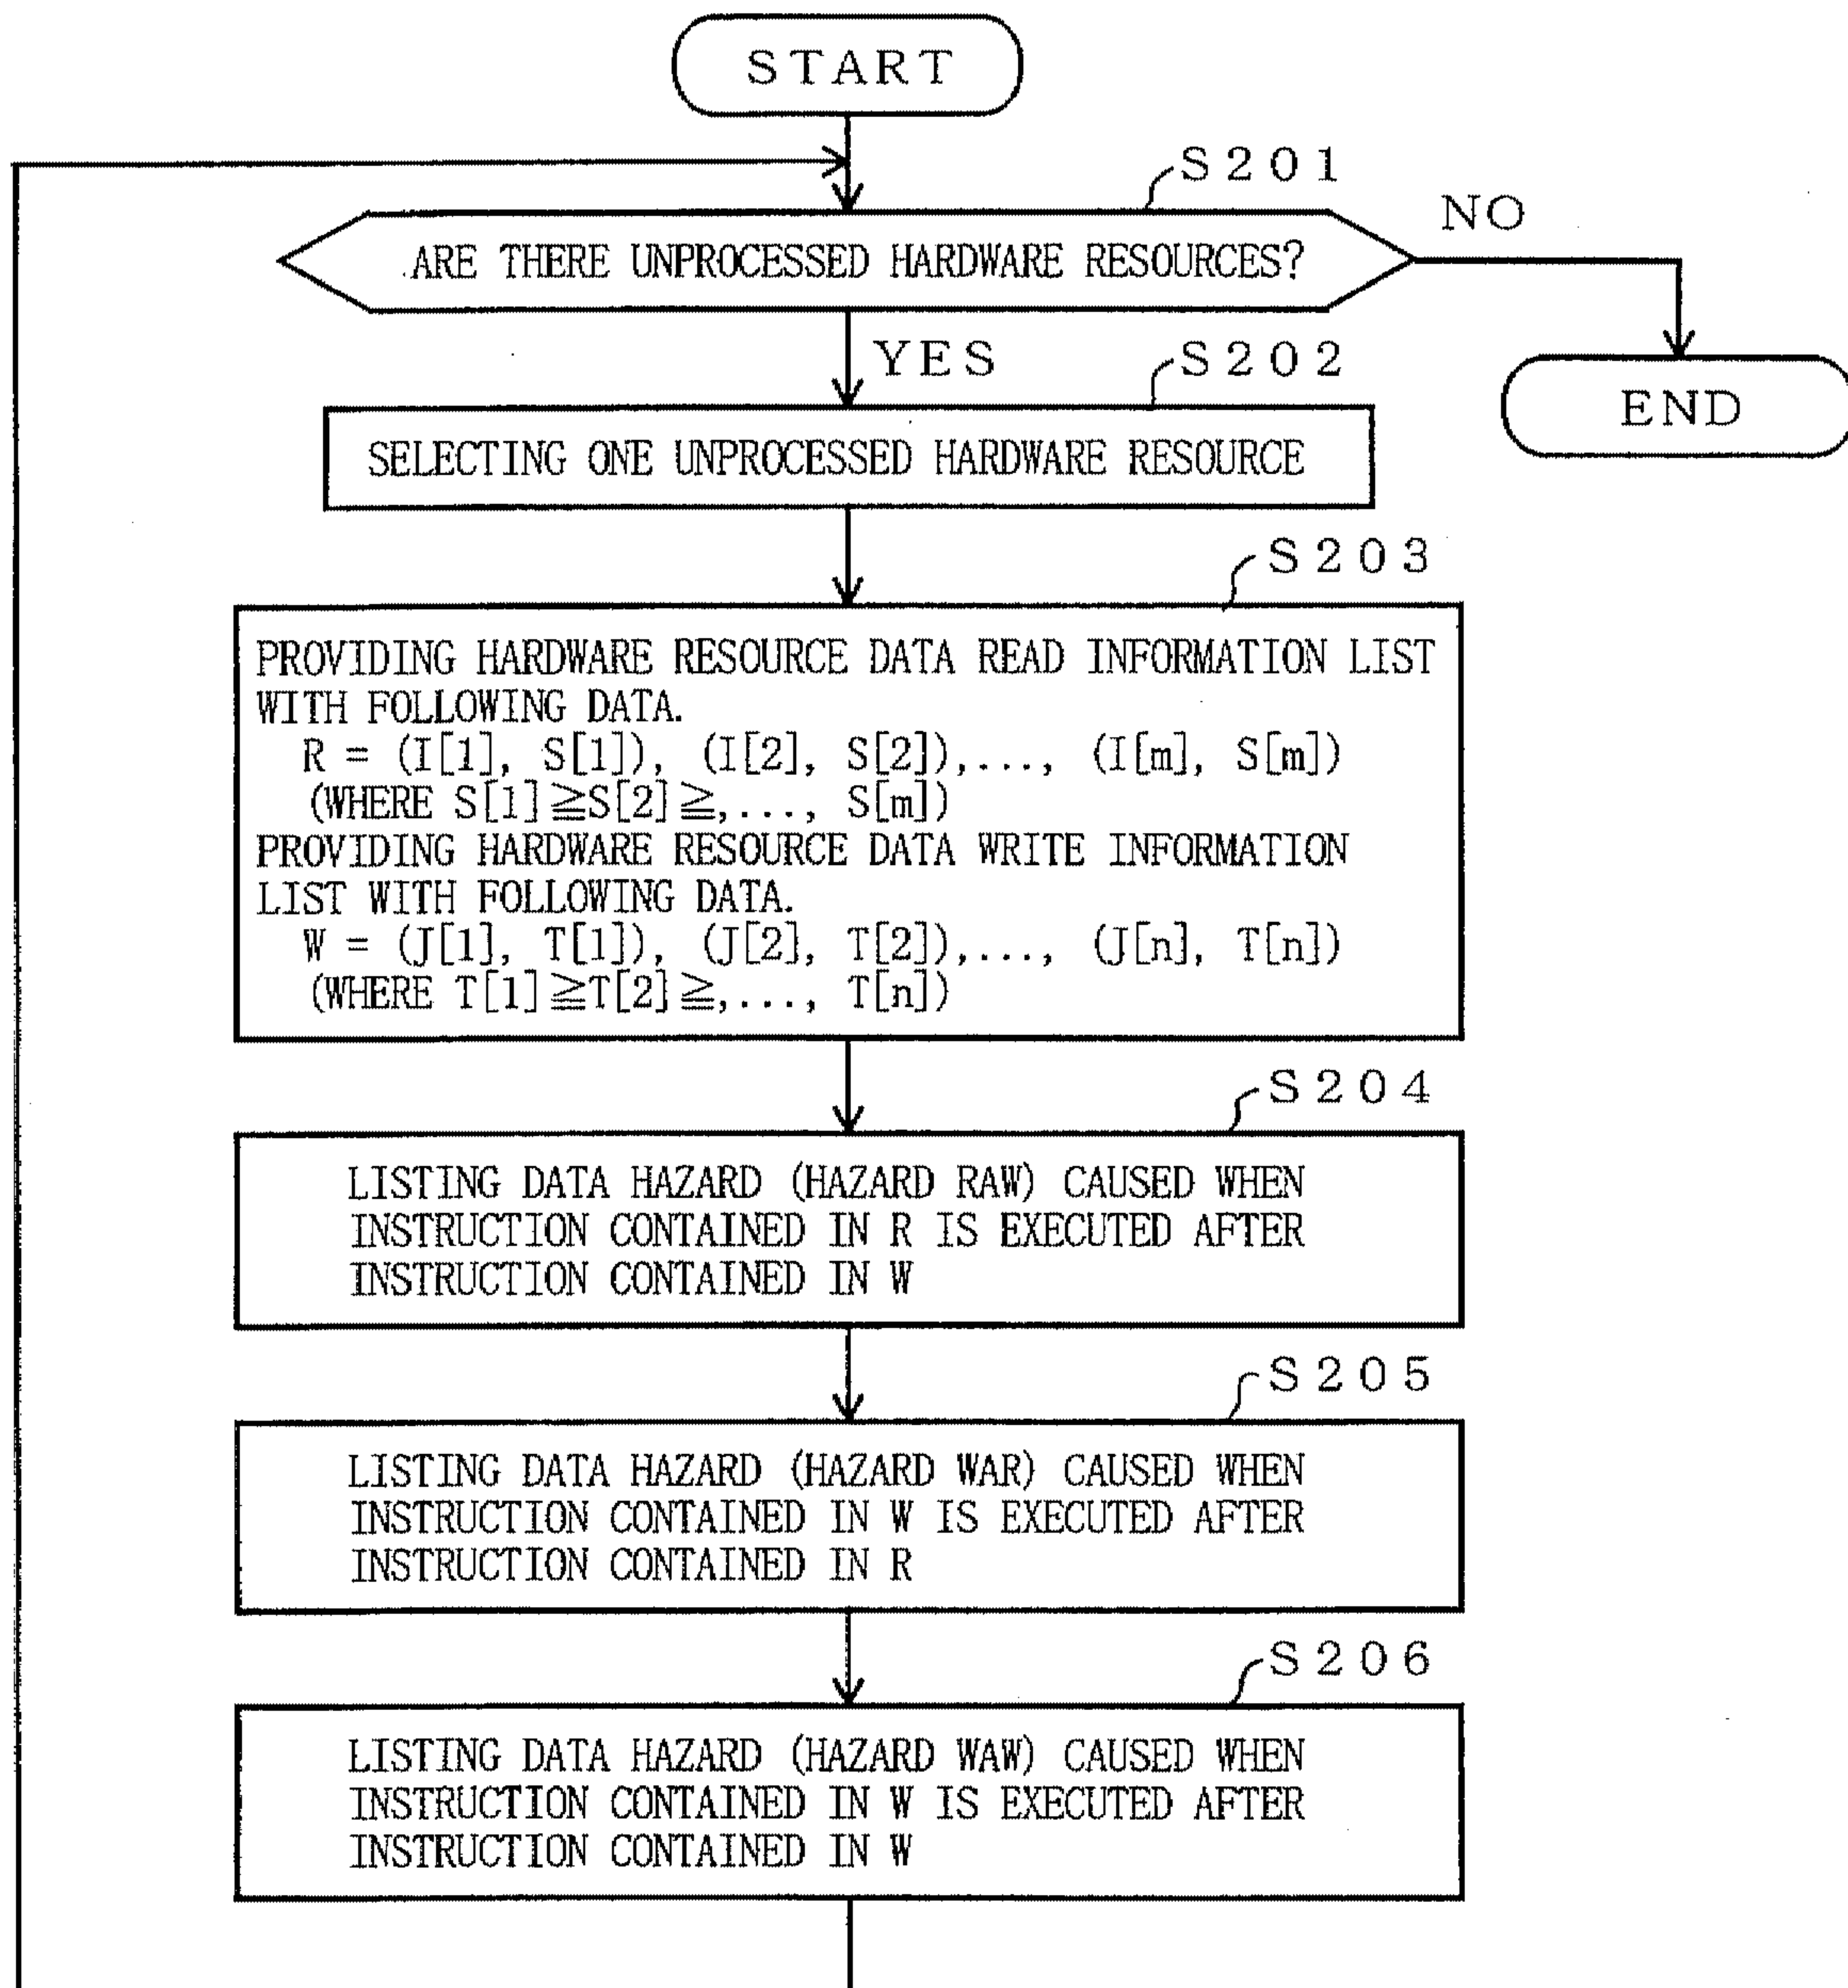 START
S201
NO
ARE THERE UNPROCESSED HARDWARE RESOURCES?
YES
S202
END
SELECTING ONE UNPROCESSED HARDWARE RESOURCE
S203
PROVIDING HARDWARE RESOURCE DATA READ INFORMATION LIST
WITH FOLLOWING DATA.
R = (I[1], S[1]), (I[2], S[2]),..., (I[m], S[m])
(WHERE S[1]≧S[2]≧,..., S[m])
PROVIDING HARDWARE RESOURCE DATA WRITE INFORMATION
LIST WITH FOLLOWING DATA.
W = (J[1], T[1]), (J[2], T[2]),..., (J[n], T[n])
(WHERE T[1]≧T[2]≧,..., T[n])
S204
LISTING DATA HAZARD (HAZARD RAW) CAUSED WHEN
INSTRUCTION CONTAINED IN R IS EXECUTED AFTER
INSTRUCTION CONTAINED IN W
S205
LISTING DATA HAZARD (HAZARD WAR) CAUSED WHEN
INSTRUCTION CONTAINED IN W IS EXECUTED AFTER
INSTRUCTION CONTAINED IN R
S206
LISTING DATA HAZARD (HAZARD WAW) CAUSED WHEN
INSTRUCTION CONTAINED IN W IS EXECUTED AFTER
INSTRUCTION CONTAINED IN W